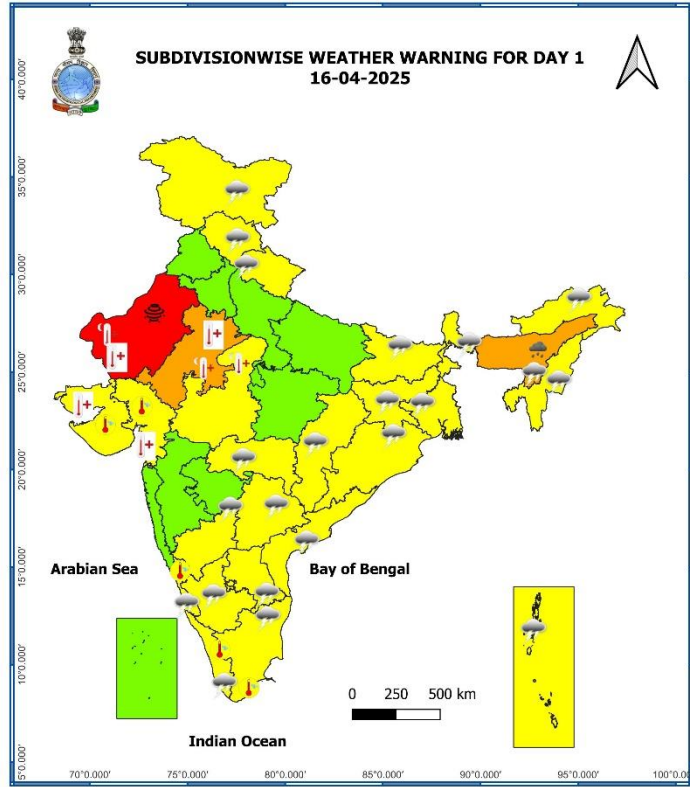 SUBDIVISIONWISE WEATHER WARNING FOR DAY 1
16-04-2025
40°0.000'
35°0.000'
30°0.000'
25°0.000'
20°0.000'
15°0.000'
10°0.000'
5°0.000'
Arabian Sea
Bay of Bengal
0 250 500 km
Indian Ocean
70°0.000' 75°0.000' 80°0.000' 85°0.000' 90°0.000' 95°0.000' 100°0.000'